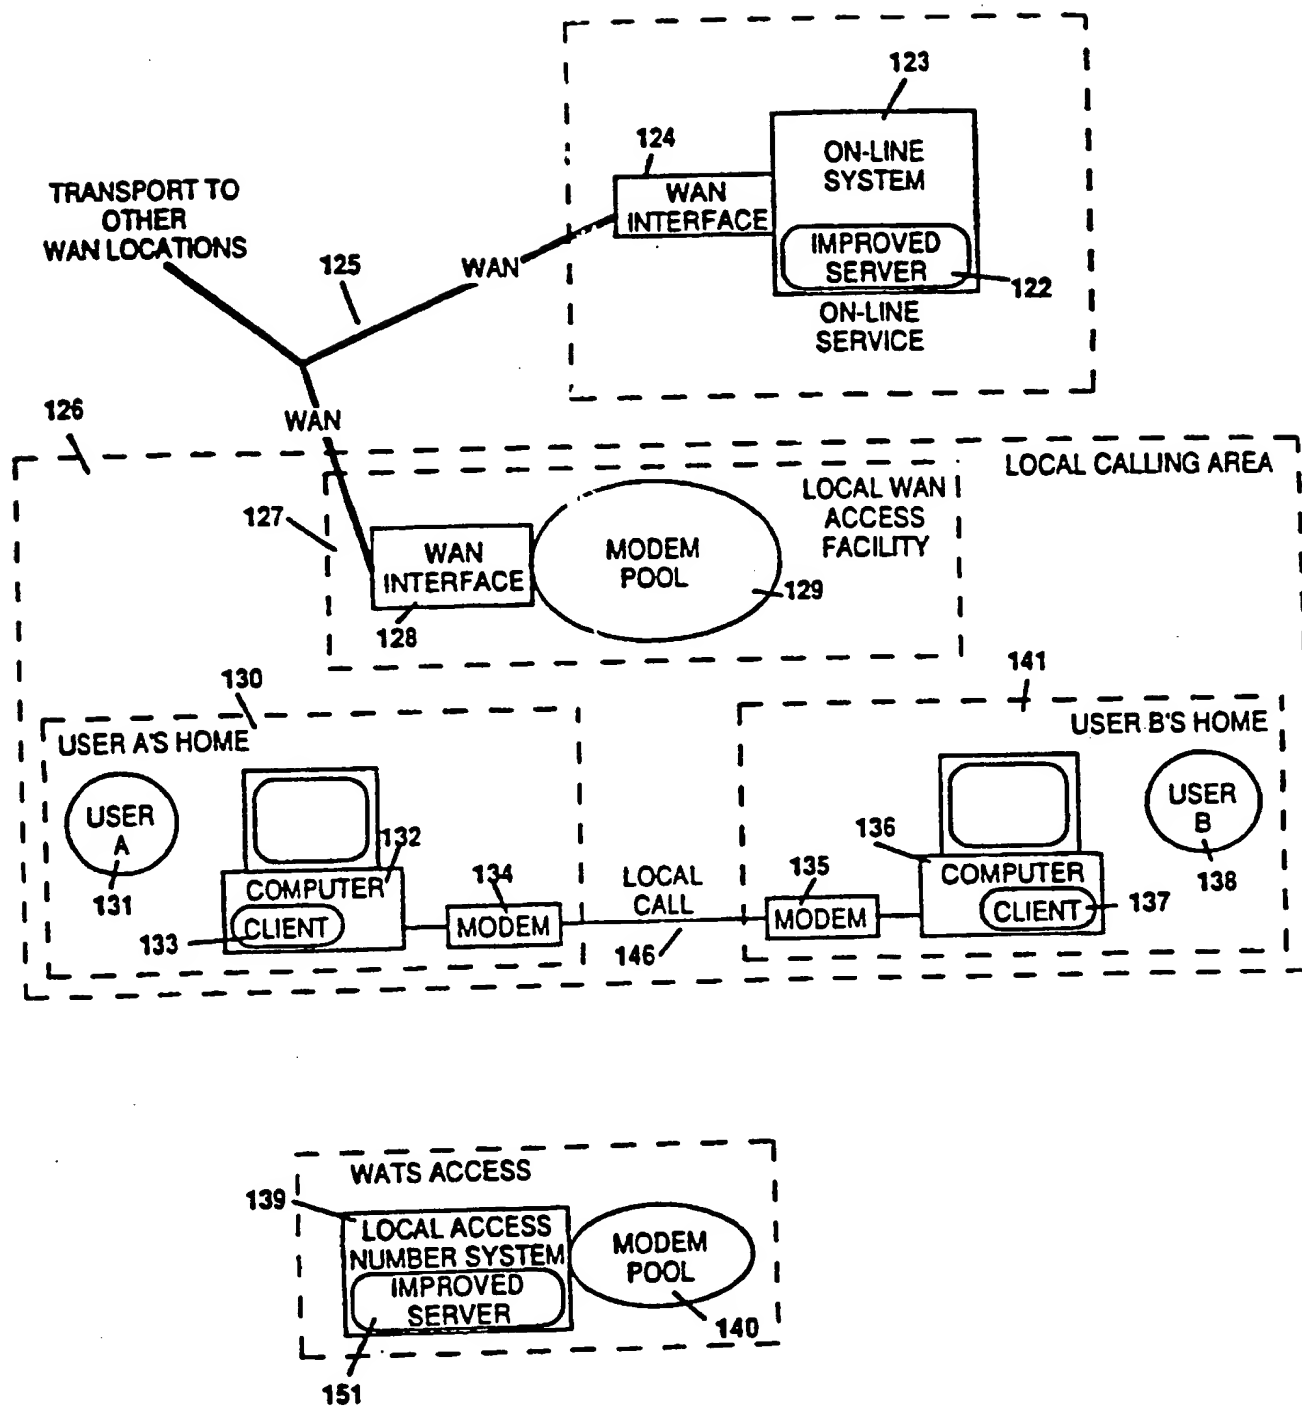 123
124
ON-LINE
SYSTEM
WAN
INTERFACE
TRANSPORT TO
OTHER
WAN LOCATIONS
125
WAN
IMPROVED
SERVER
122
ON-LINE
SERVICE
126
WAN
LOCAL CALLING AREA
127
LOCAL WAN
ACCESS
FACILITY
WAN
INTERFACE
MODEM
POOL
129
128
130
141
USER A'S HOME
USER B'S HOME
USER
A
131
132
COMPUTER
CLIENT
133
134
MODEM
LOCAL
CALL
146
135
MODEM
136
COMPUTER
CLIENT
137
USER
B
138
WATS ACCESS
139
LOCAL ACCESS
NUMBER SYSTEM
IMPROVED
SERVER
MODEM
POOL
140
151